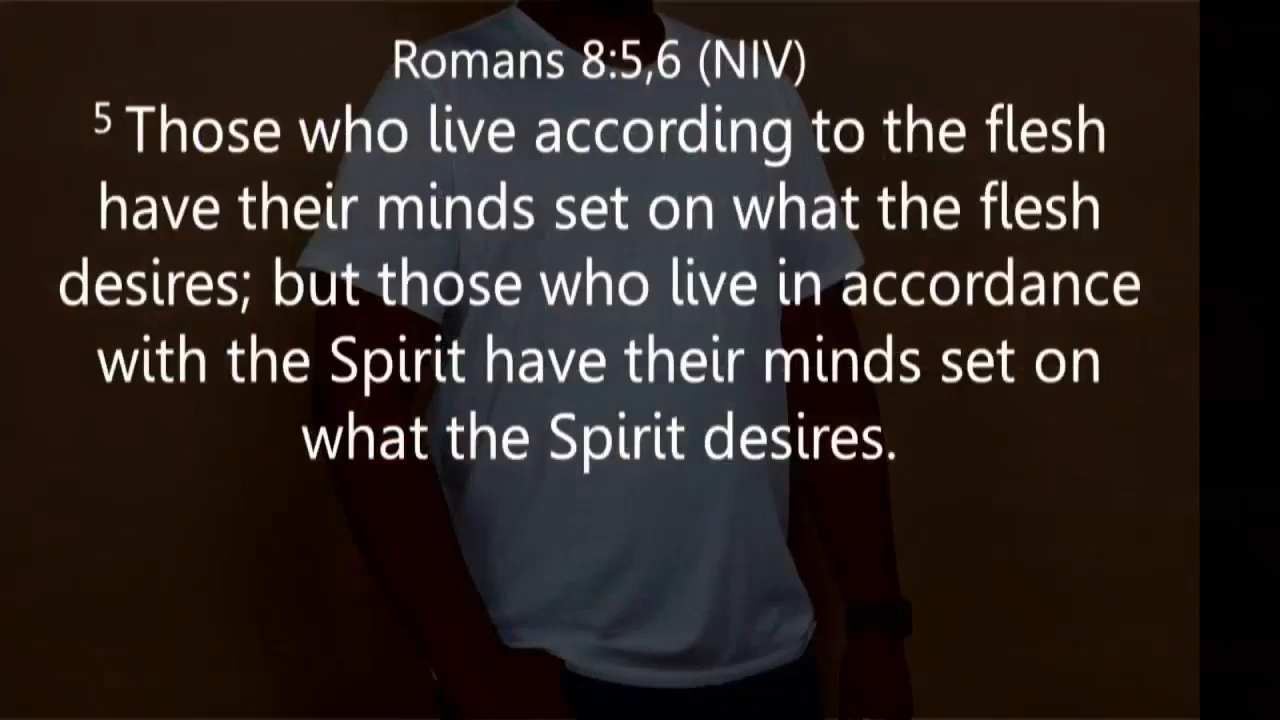 Romans 8:5,6 (NIV)
5 Those who live according to the flesh
have their minds set on what the flesh
desires; but those who live in accordance
with the Spirit have their minds set on
what the Spirit desires.